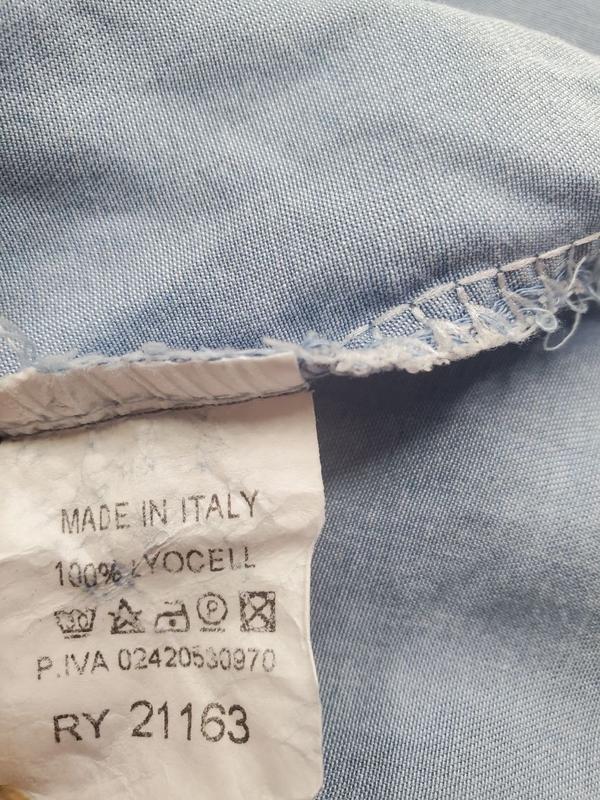 MADE IN ITALY
100% LYOCELL
P
P.IVA 02420530970
RY 21163